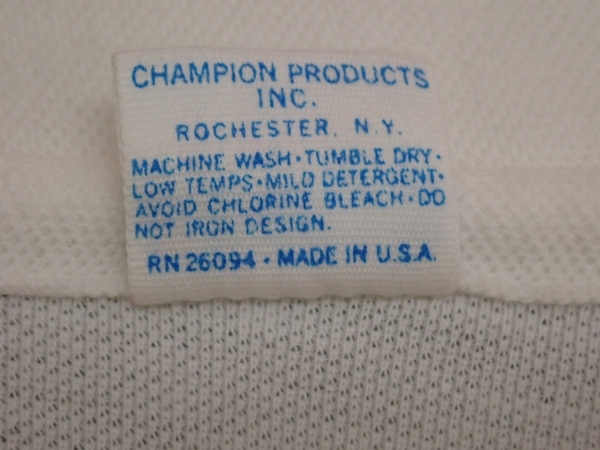 CHAMPION PRODUCTS
INC.
ROCHESTER, N.Y.
MACHINE WASH·TUMBLE DRY·
LOW TEMPS·MILD DETERGENT·
AVOID CHLORINE BLEACH·DO
NOT IRON DESIGN.
RN 26094 · MADE IN U.S.A.